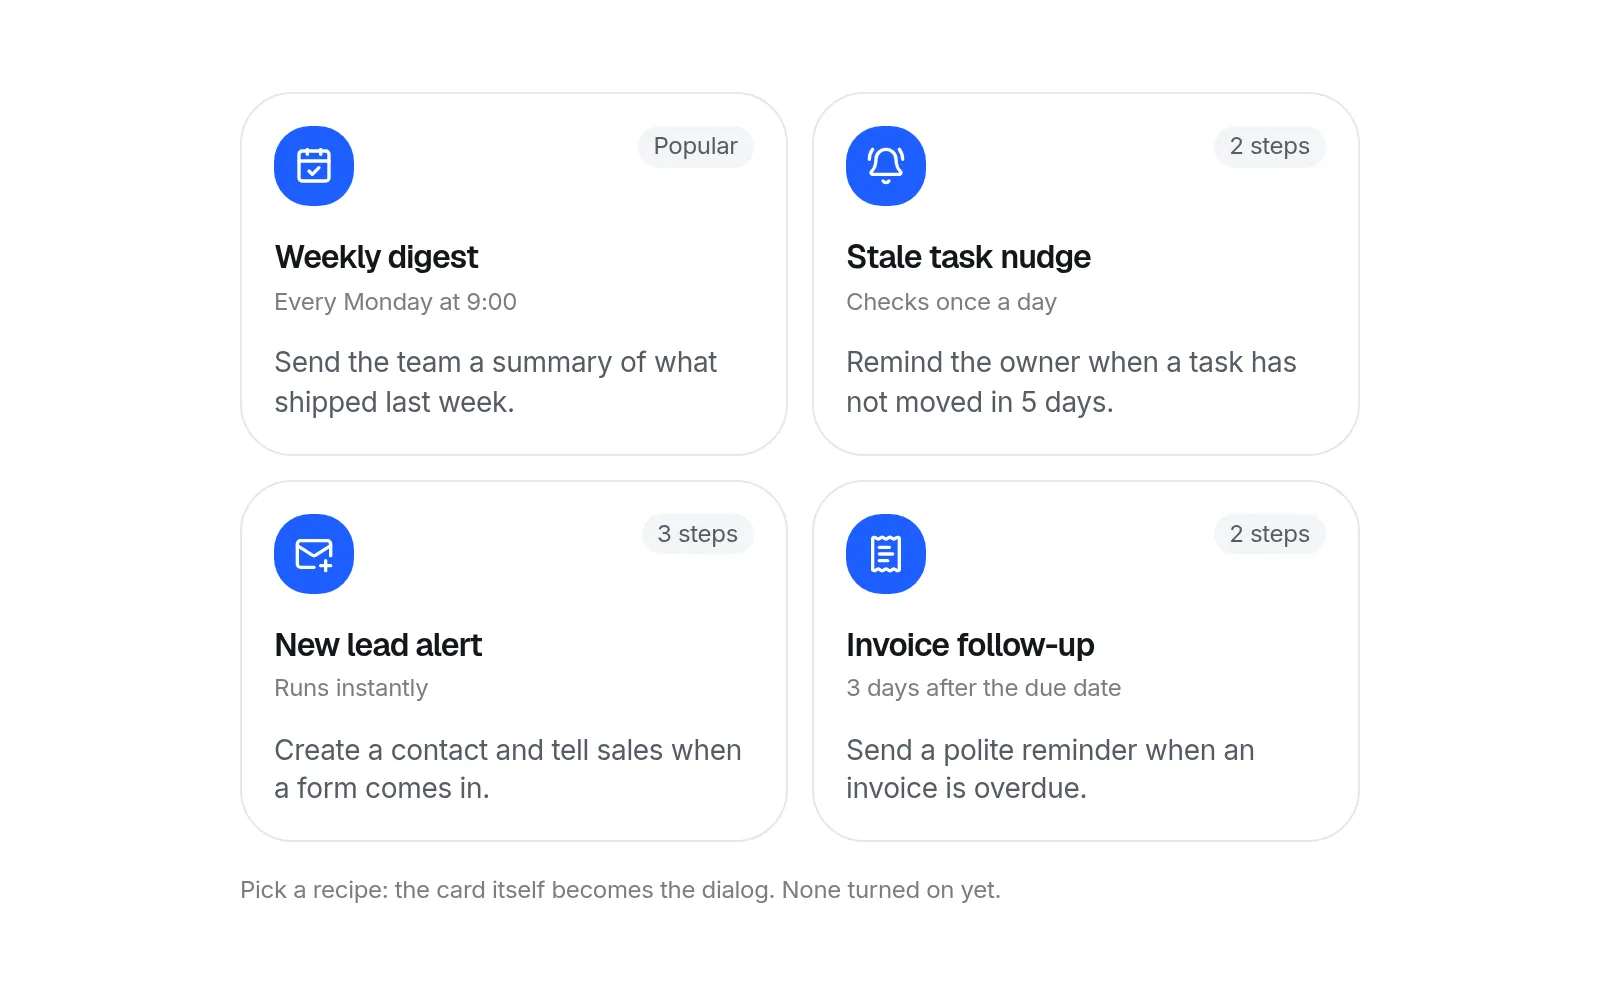 Popular
Weekly digest
Every Monday at 9:00
Send the team a summary of what
shipped last week.
2 steps
Stale task nudge
Checks once a day
Remind the owner when a task has
not moved in 5 days.
3 steps
New lead alert
Runs instantly
Create a contact and tell sales when
a form comes in.
2 steps
Invoice follow-up
3 days after the due date
Send a polite reminder when an
invoice is overdue.
Pick a recipe: the card itself becomes the dialog. None turned on yet.